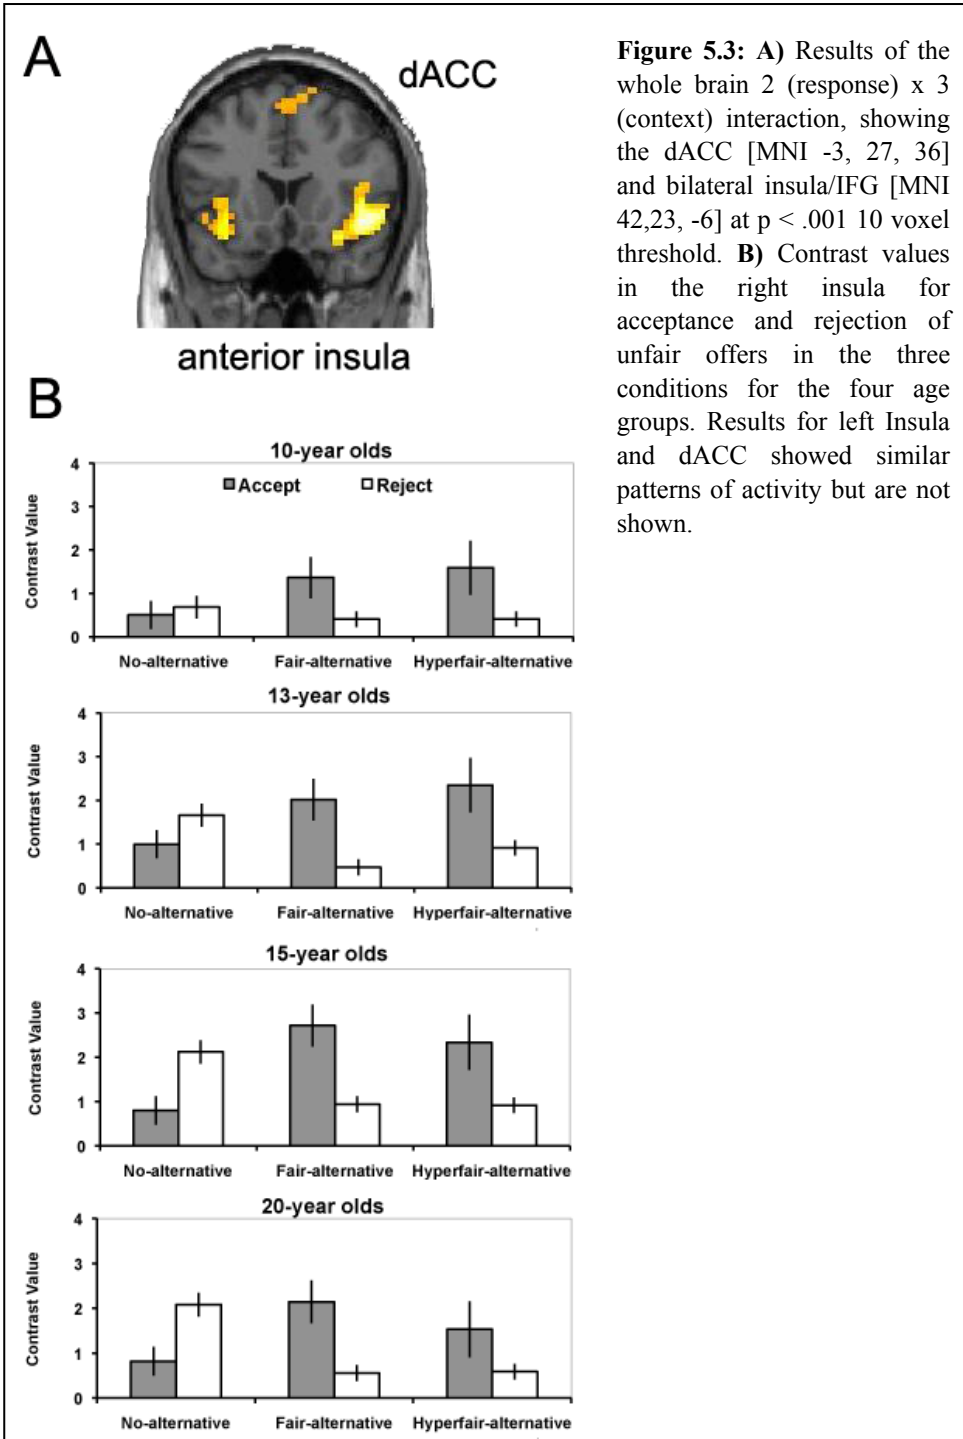 A
dACC
anterior insula
Figure 5.3: A) Results of the
whole brain 2 (response) x 3
(context) interaction, showing
the dACC [MNI -3, 27, 36]
and bilateral insula/IFG [MNI
42,23, -6] at p < .001 10 voxel
threshold. B) Contrast values
in the right insula for
acceptance and rejection of
unfair offers in the three
conditions for the four age
groups. Results for left Insula
and dACC showed similar
patterns of activity but are not
shown.
B
10-year olds
Accept Reject
Contrast Value
4
3
2
1
0
No-alternative Fair-alternative Hyperfair-alternative
13-year olds
Contrast Value
4
3
2
1
0
No-alternative Fair-alternative Hyperfair-alternative
15-year olds
Contrast Value
4
3
2
1
0
No-alternative Fair-alternative Hyperfair-alternative
20-year olds
Contrast Value
4
3
2
1
0
No-alternative Fair-alternative Hyperfair-alternative